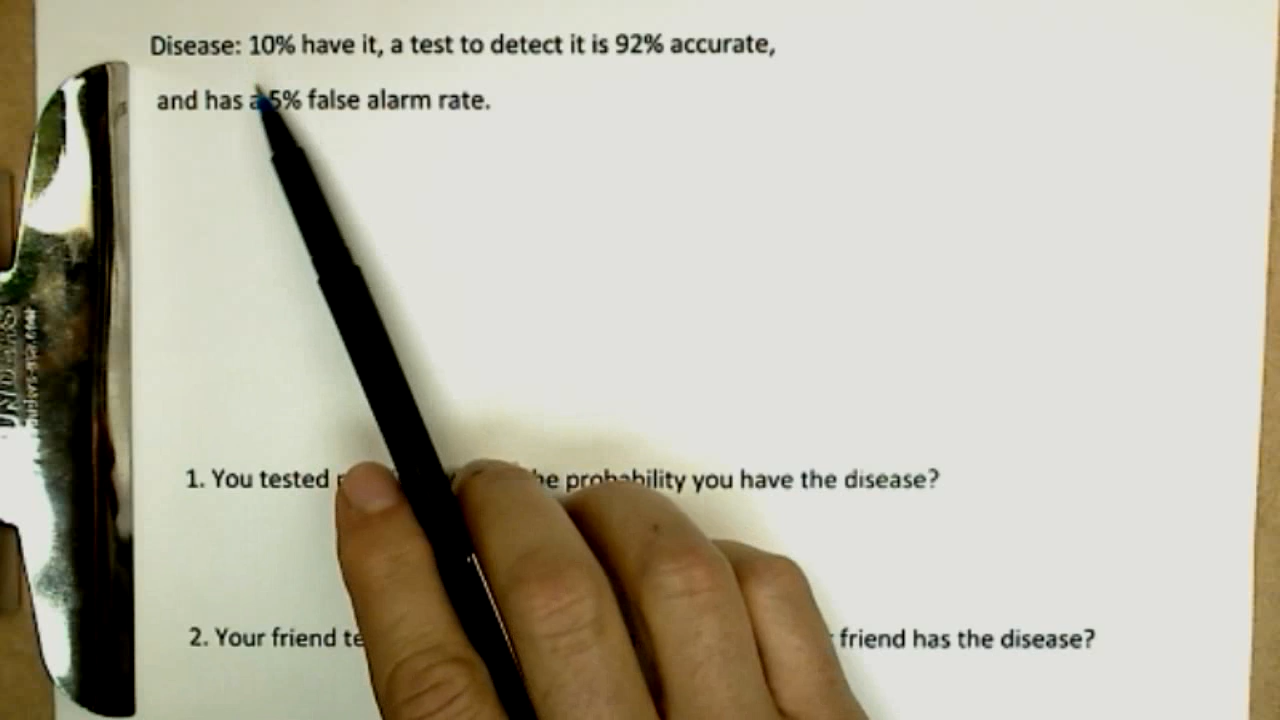 Disease: 10% have it, a test to detect it is 92% accurate,
and has a 5% false alarm rate.
1. You tested he probability you have the disease?
2. Your friend te friend has the disease?